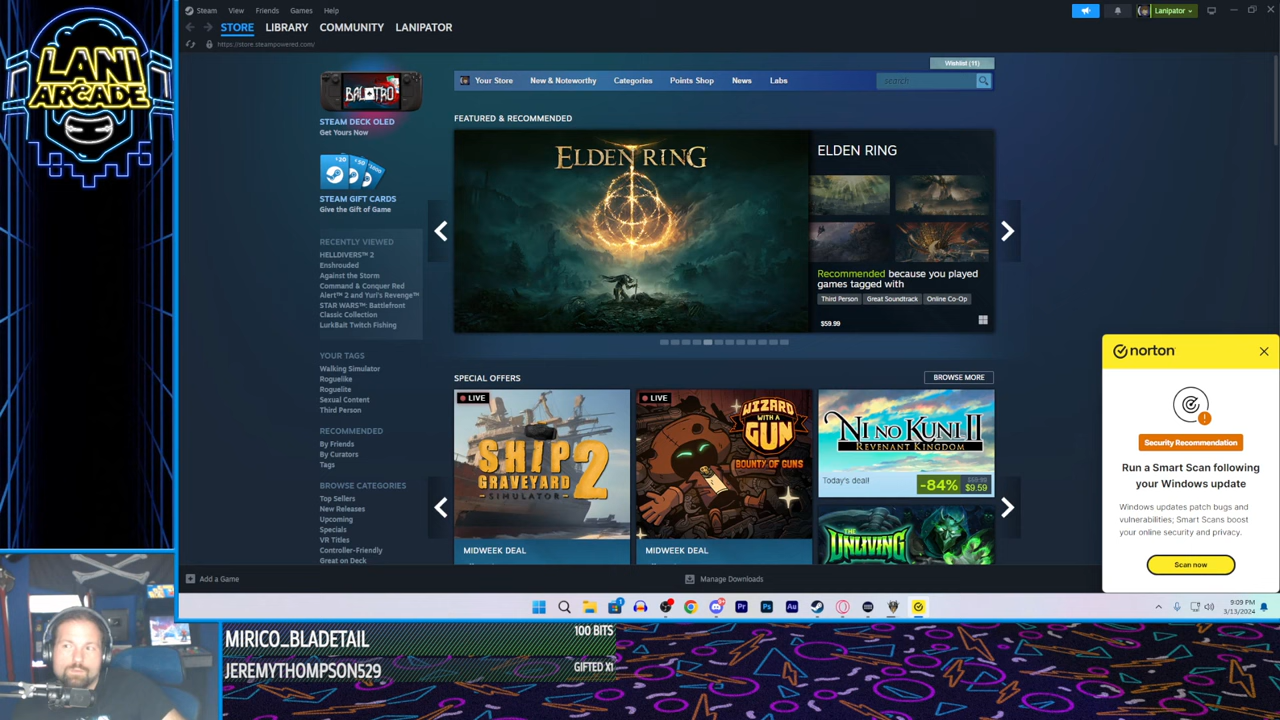 LANI
ARCADE
Steam View Friends Games Help
Lanipator
STORE LIBRARY COMMUNITY LANIPATOR
https://store.steampowered.com/
Wishlist (11)
Your Store New & Noteworthy Categories Points Shop News Labs
search
BALATRO
STEAM DECK OLED
Get Yours Now
STEAM GIFT CARDS
Give the Gift of Game
RECENTLY VIEWED
HELLDIVERS™ 2
Enshrouded
Against the Storm
Command & Conquer Red
Alert™ 2 and Yuri's Revenge™
STAR WARS™: Battlefront
Classic Collection
LurkBait Twitch Fishing
YOUR TAGS
Walking Simulator
Roguelike
Roguelite
Sexual Content
Third Person
RECOMMENDED
By Friends
By Curators
Tags
BROWSE CATEGORIES
Top Sellers
New Releases
Upcoming
Specials
VR Titles
Controller-Friendly
Great on Deck
FEATURED & RECOMMENDED
ELDEN RING
ELDEN RING
Recommended because you played
games tagged with
Third Person Great Soundtrack Online Co-Op
$59.99
SPECIAL OFFERS
BROWSE MORE
LIVE
SHIP
GRAVEYARD
SIMULATOR
2
MIDWEEK DEAL
LIVE
WIZARD
WITH A
GUN
BOUNTY OF GUNS
MIDWEEK DEAL
NI NO KUNI II
REVENANT KINGDOM
Today's deal!
-84%
$59.99
$9.59
THE
UNLIVING
norton
Security Recommendation
Run a Smart Scan following
your Windows update
Windows updates patch bugs and
vulnerabilities; Smart Scans boost
your online security and privacy.
Scan now
Add a Game
Manage Downloads
9:09 PM
3/13/2024
MIRICO_BLADETAIL 100 BITS
JEREMYTHOMPSON529 GIFTED X1